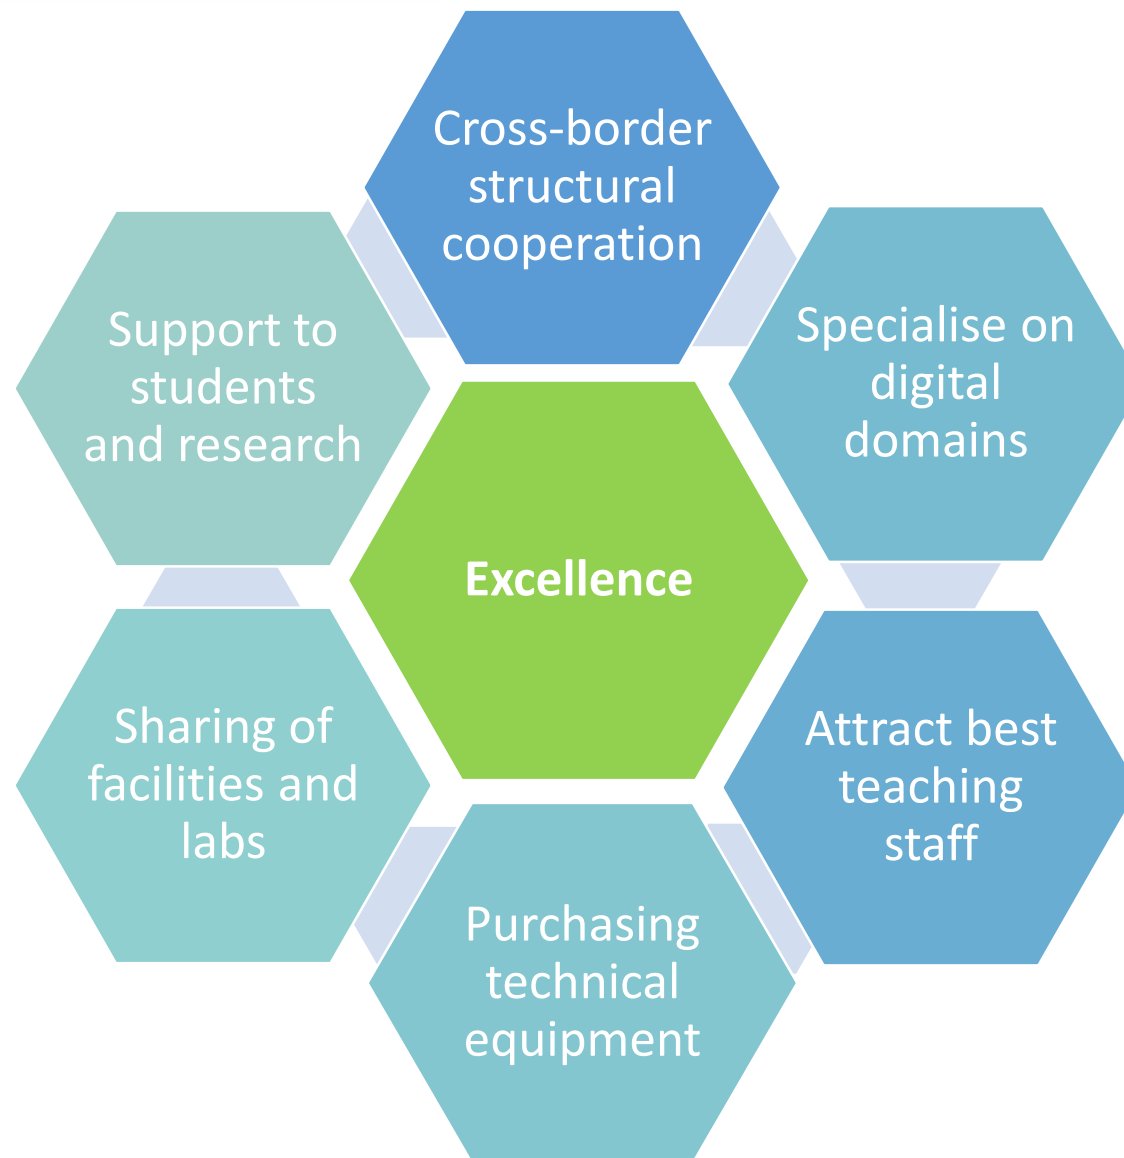 Cross-border
structural
cooperation
Specialise on
digital
domains
Attract best
teaching
staff
Purchasing
technical
equipment
Sharing of
facilities and
labs
Support to
students
and research
Excellence